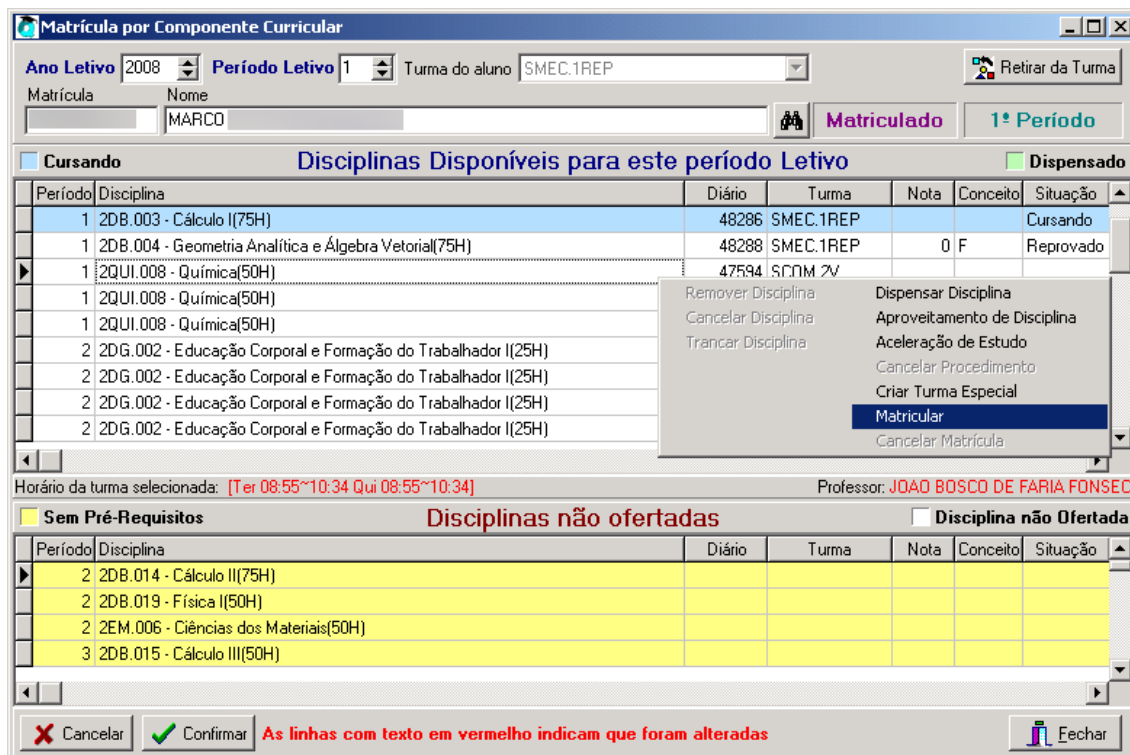 Matrícula por Componente Curricular
Ano Letivo 2008 Período Letivo 1 Turma do aluno SMEC.1REP Retirar da Turma
Matrícula Nome
MARCO Matriculado 1º Período
Cursando Disciplinas Disponíveis para este período Letivo Dispensado
Período Disciplina Diário Turma Nota Conceito Situação
1 2DB.003 - Cálculo I(75H) 48286 SMEC.1REP Cursando
1 2DB.004 - Geometria Analítica e Álgebra Vetorial(75H) 48288 SMEC.1REP 0 F Reprovado
1 2QUI.008 - Química(50H) 47594 SCOM.2V
1 2QUI.008 - Química(50H)
1 2QUI.008 - Química(50H)
2 2DG.002 - Educação Corporal e Formação do Trabalhador I(25H)
2 2DG.002 - Educação Corporal e Formação do Trabalhador I(25H)
2 2DG.002 - Educação Corporal e Formação do Trabalhador I(25H)
2 2DG.002 - Educação Corporal e Formação do Trabalhador I(25H)
Remover Disciplina Dispensar Disciplina
Cancelar Disciplina Aproveitamento de Disciplina
Trancar Disciplina Aceleração de Estudo
Cancelar Procedimento
Criar Turma Especial
Matricular
Cancelar Matrícula
Horário da turma selecionada: [Ter 08:55~10:34 Qui 08:55~10:34] Professor: JOAO BOSCO DE FARIA FONSEC
Sem Pré-Requisitos Disciplinas não ofertadas Disciplina não Ofertada
Período Disciplina Diário Turma Nota Conceito Situação
2 2DB.014 - Cálculo II(75H)
2 2DB.019 - Física I(50H)
2 2EM.006 - Ciências dos Materiais(50H)
3 2DB.015 - Cálculo III(50H)
Cancelar Confirmar As linhas com texto em vermelho indicam que foram alteradas Fechar